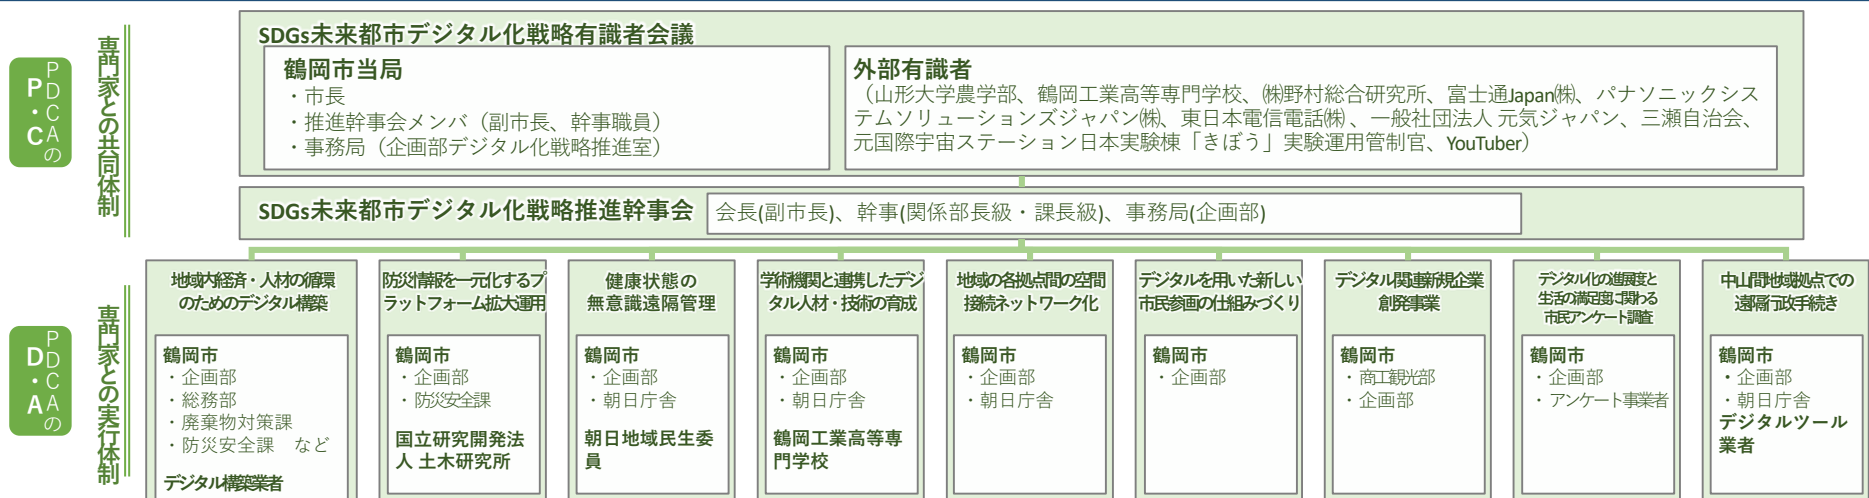 PDCAの
P・C
専門家との共同体制
SDGs未来都市デジタル化戦略有識者会議
鶴岡市当局
・市長
・推進幹事会メンバ（副市長、幹事職員）
・事務局（企画部デジタル化戦略推進室）
外部有識者
（山形大学農学部、鶴岡工業高等専門学校、㈱野村総合研究所、富士通Japan㈱、パナソニックシス
テムソリューションズジャパン㈱、東日本電信電話㈱ 、一般社団法人 元気ジャパン、三瀬自治会、
元国際宇宙ステーション日本実験棟「きぼう」実験運用管制官、YouTuber）
SDGs未来都市デジタル化戦略推進幹事会
会長(副市長)、幹事(関係部長級・課長級)、事務局(企画部)
PDCAの
D・A
専門家との実行体制
地域内経済・人材の循環
のためのデジタル構築
鶴岡市
・企画部
・総務部
・廃棄物対策課
・防災安全課　など
デジタル構築業者
防災情報を一元化するプ
ラットフォーム拡大運用
鶴岡市
・企画部
・防災安全課
国立研究開発法
人 土木研究所
健康状態の
無意識遠隔管理
鶴岡市
・企画部
・朝日庁舎
朝日地域民生委
員
学術機関と連携したデジ
タル人材・技術の育成
鶴岡市
・企画部
・朝日庁舎
鶴岡工業高等専
門学校
地域の各拠点間の空間
接続ネットワーク化
鶴岡市
・企画部
・朝日庁舎
デジタルを用いた新しい
市民参画の仕組みづくり
鶴岡市
・企画部
デジタル関連新規企業
創発事業
鶴岡市
・商工観光部
・企画部
デジタル化の進展度と
生活の満足度に関わる
市民アンケート調査
鶴岡市
・企画部
・アンケート事業者
中山間地域拠点での
遠隔行政手続き
鶴岡市
・企画部
・朝日庁舎
デジタルツール
業者